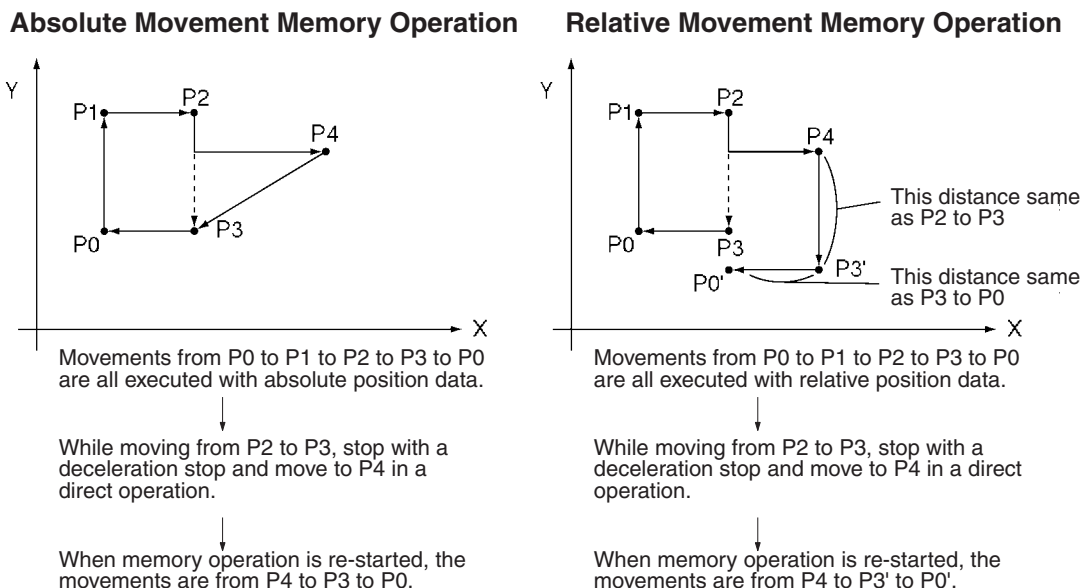 Absolute Movement Memory Operation
Y
P1
P2
P4
P0
P3
X
Movements from P0 to P1 to P2 to P3 to P0
are all executed with absolute position data.
While moving from P2 to P3, stop with a
deceleration stop and move to P4 in a
direct operation.
When memory operation is re-started, the
movements are from P4 to P3 to P0.
Relative Movement Memory Operation
Y
P1
P2
P4
This distance same
as P2 to P3
P0
P3
P0'
P3'
This distance same
as P3 to P0
X
Movements from P0 to P1 to P2 to P3 to P0
are all executed with relative position data.
While moving from P2 to P3, stop with a
deceleration stop and move to P4 in a direct
operation.
When memory operation is re-started, the
movements are from P4 to P3' to P0'.